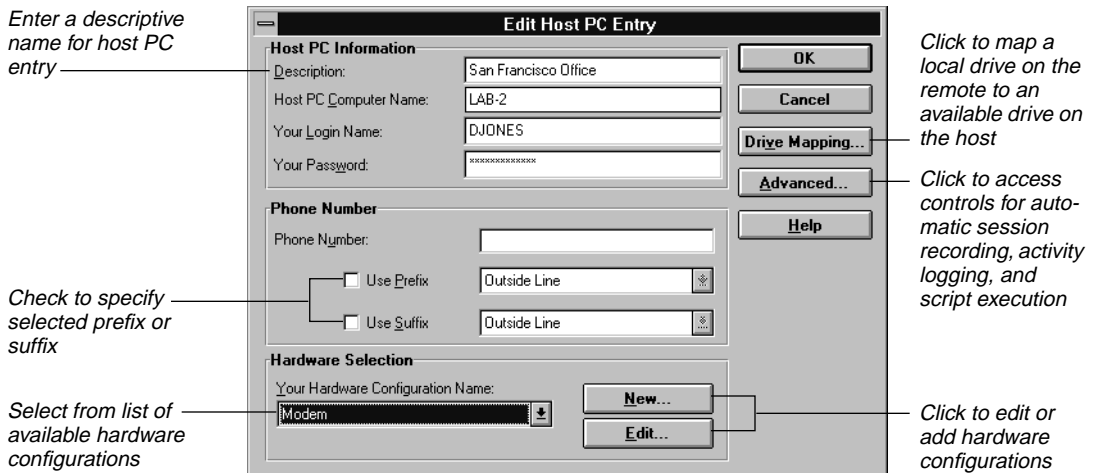 Enter a descriptive
name for host PC
entry
Edit Host PC Entry
Host PC Information
Description:
San Francisco Office
Host PC Computer Name:
LAB-2
Your Login Name:
DJONES
Your Password:
*************
OK
Cancel
Drive Mapping...
Advanced...
Help
Click to map a
local drive on the
remote to an
available drive on
the host
Click to access
controls for auto-
matic session
recording, activity
logging, and
script execution
Phone Number
Phone Number:
Use Prefix
Outside Line
Use Suffix
Outside Line
Check to specify
selected prefix or
suffix
Hardware Selection
Your Hardware Configuration Name:
Modem
New...
Edit...
Select from list of
available hardware
configurations
Click to edit or
add hardware
configurations